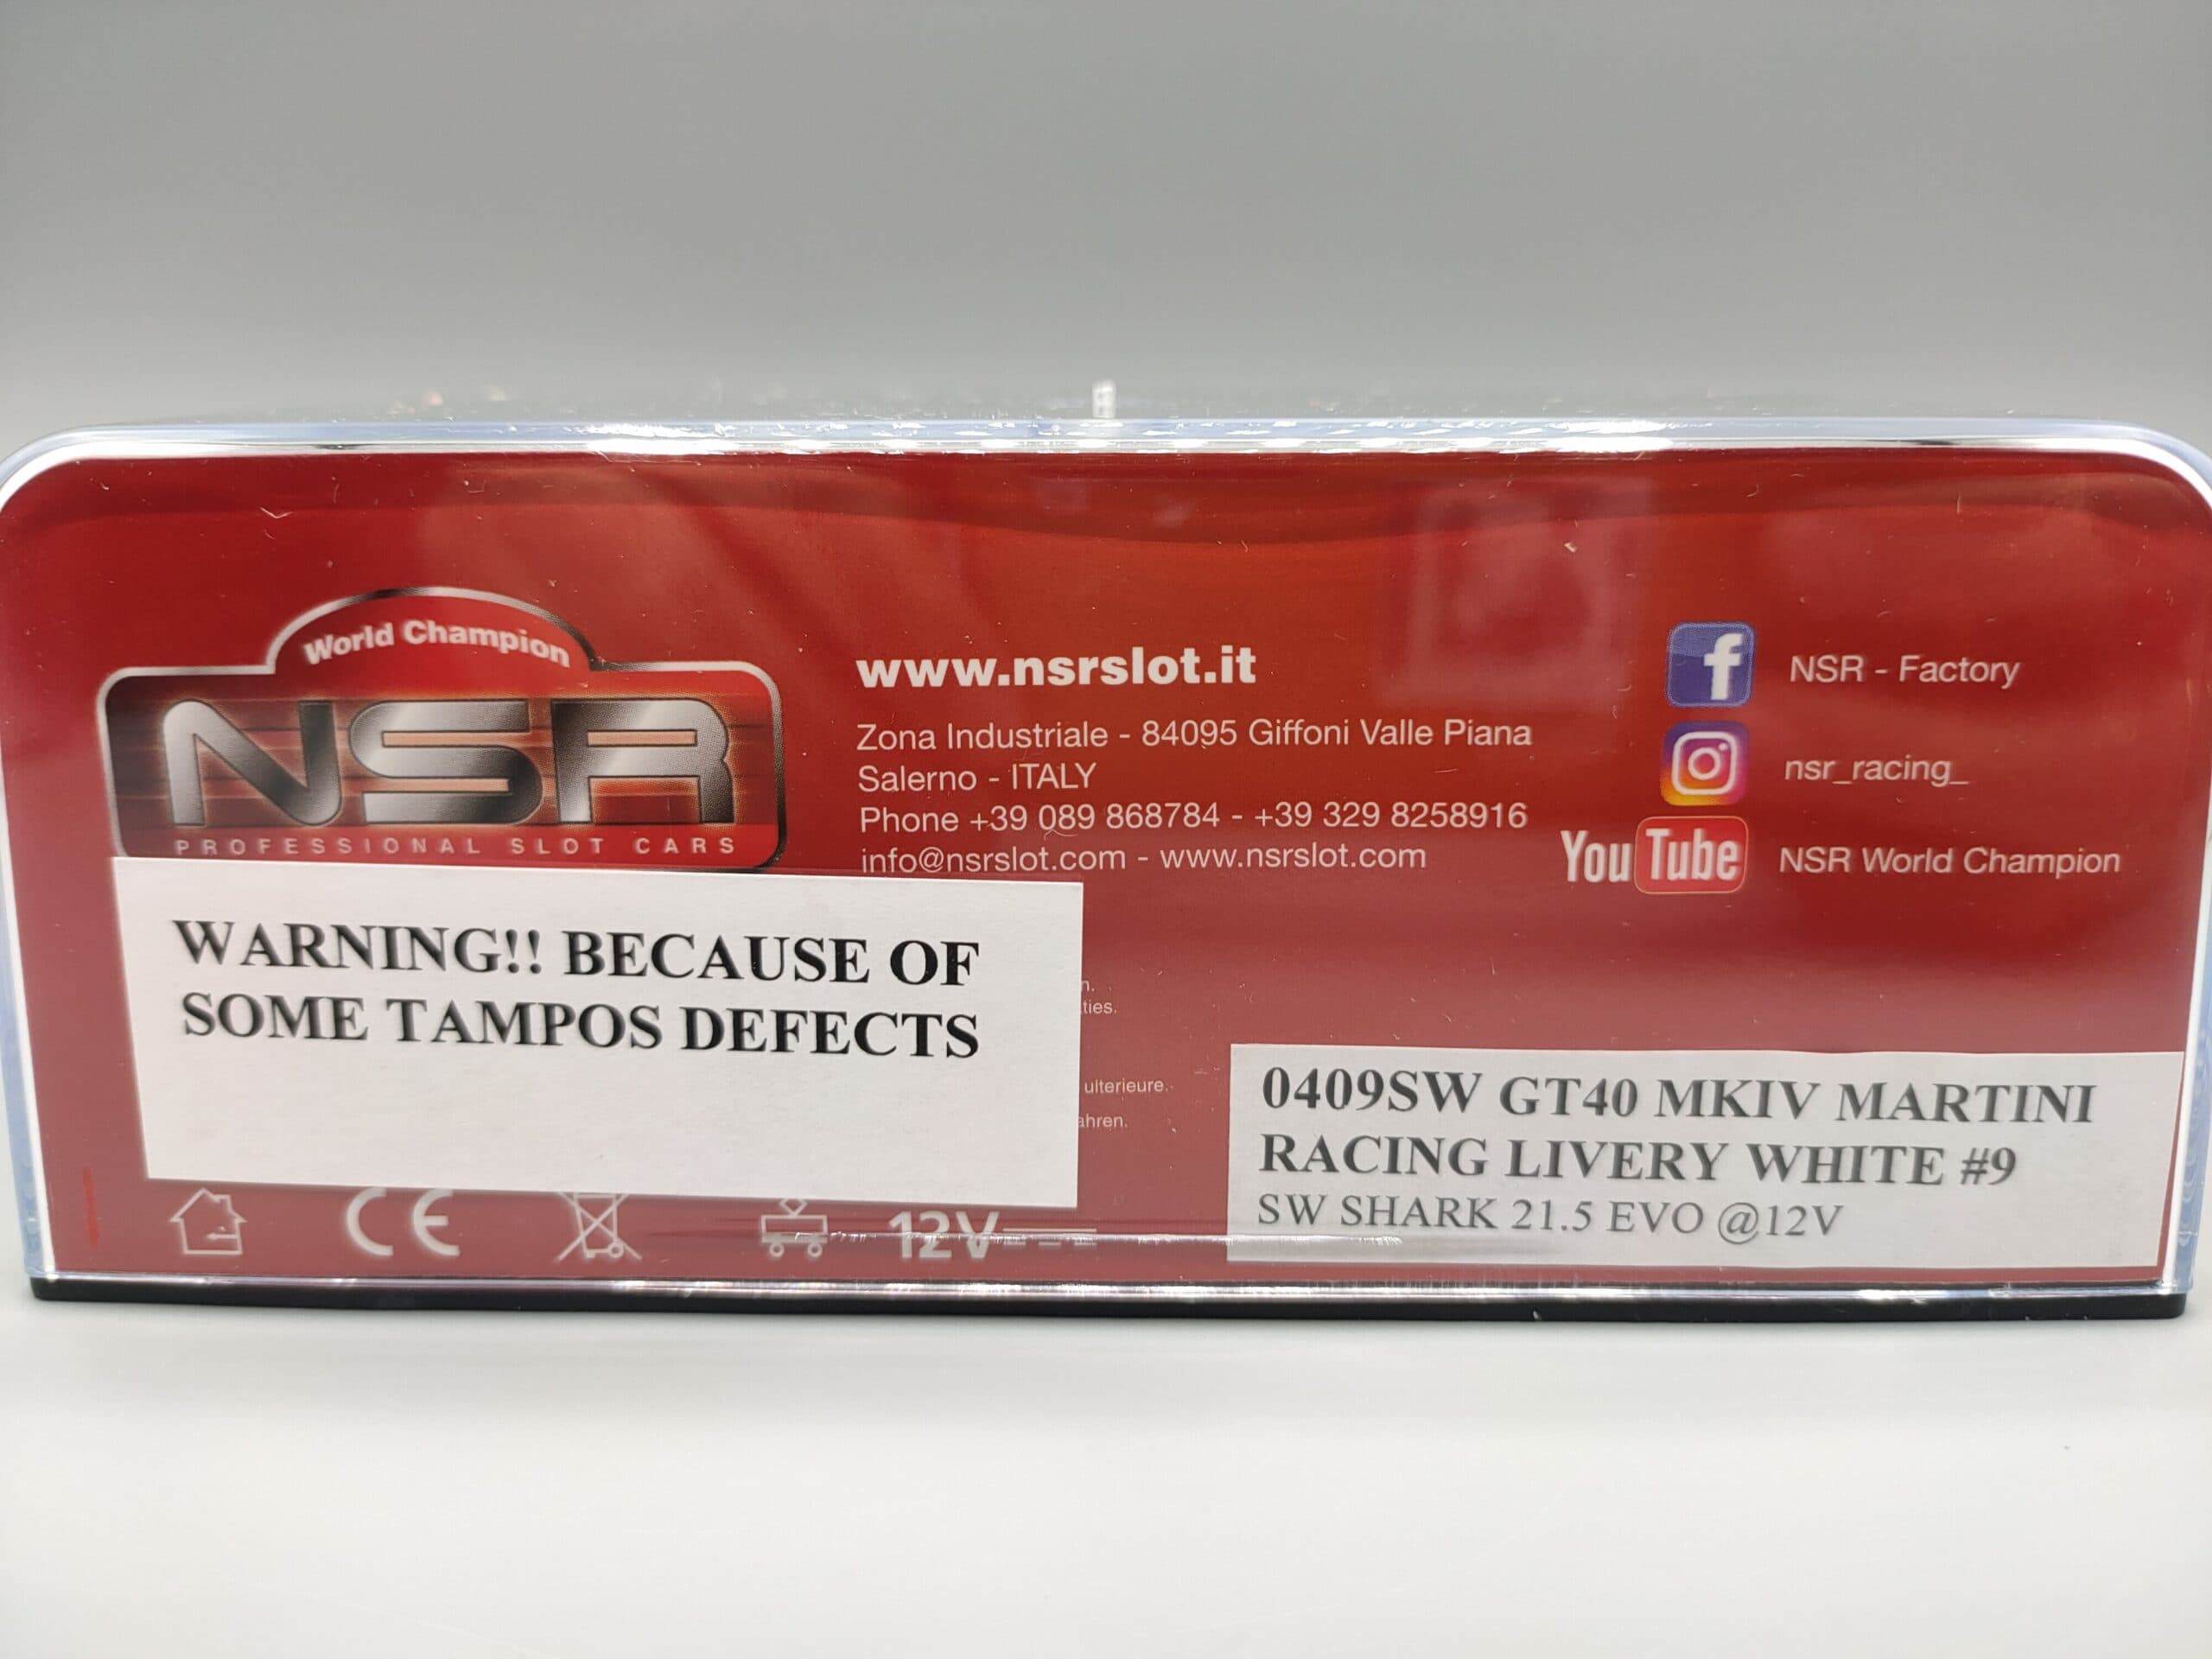 World Champion
NSR
PROFESSIONAL SLOT CARS
www.nsrslot.it
Zona Industriale - 84095 Giffoni Valle Piana
Salerno - ITALY
Phone +39 089 868784 - +39 329 8258916
info@nsrslot.com - www.nsrslot.com
f NSR - Factory
nsr_racing_
YouTube NSR World Champion
WARNING!! BECAUSE OF
SOME TAMPOS DEFECTS
ulterieure.
0409SW GT40 MKIV MARTINI
RACING LIVERY WHITE #9
SW SHARK 21.5 EVO @12V
CE 12V